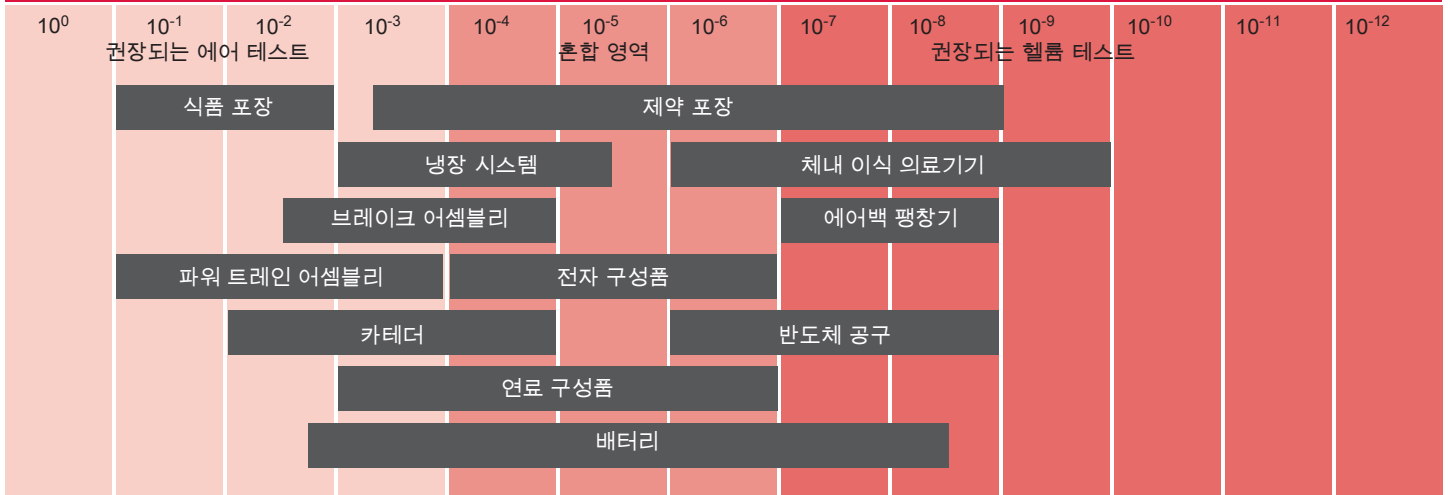 10⁰ 10⁻¹ 10⁻² 10⁻³ 10⁻⁴ 10⁻⁵ 10⁻⁶ 10⁻⁷ 10⁻⁸ 10⁻⁹ 10⁻¹⁰ 10⁻¹¹ 10⁻¹²
권장되는 에어 테스트 혼합 영역 권장되는 헬륨 테스트
식품 포장 제약 포장
냉장 시스템 체내 이식 의료기기
브레이크 어셈블리 에어백 팽창기
파워 트레인 어셈블리 전자 구성품
카테더 반도체 공구
연료 구성품
배터리